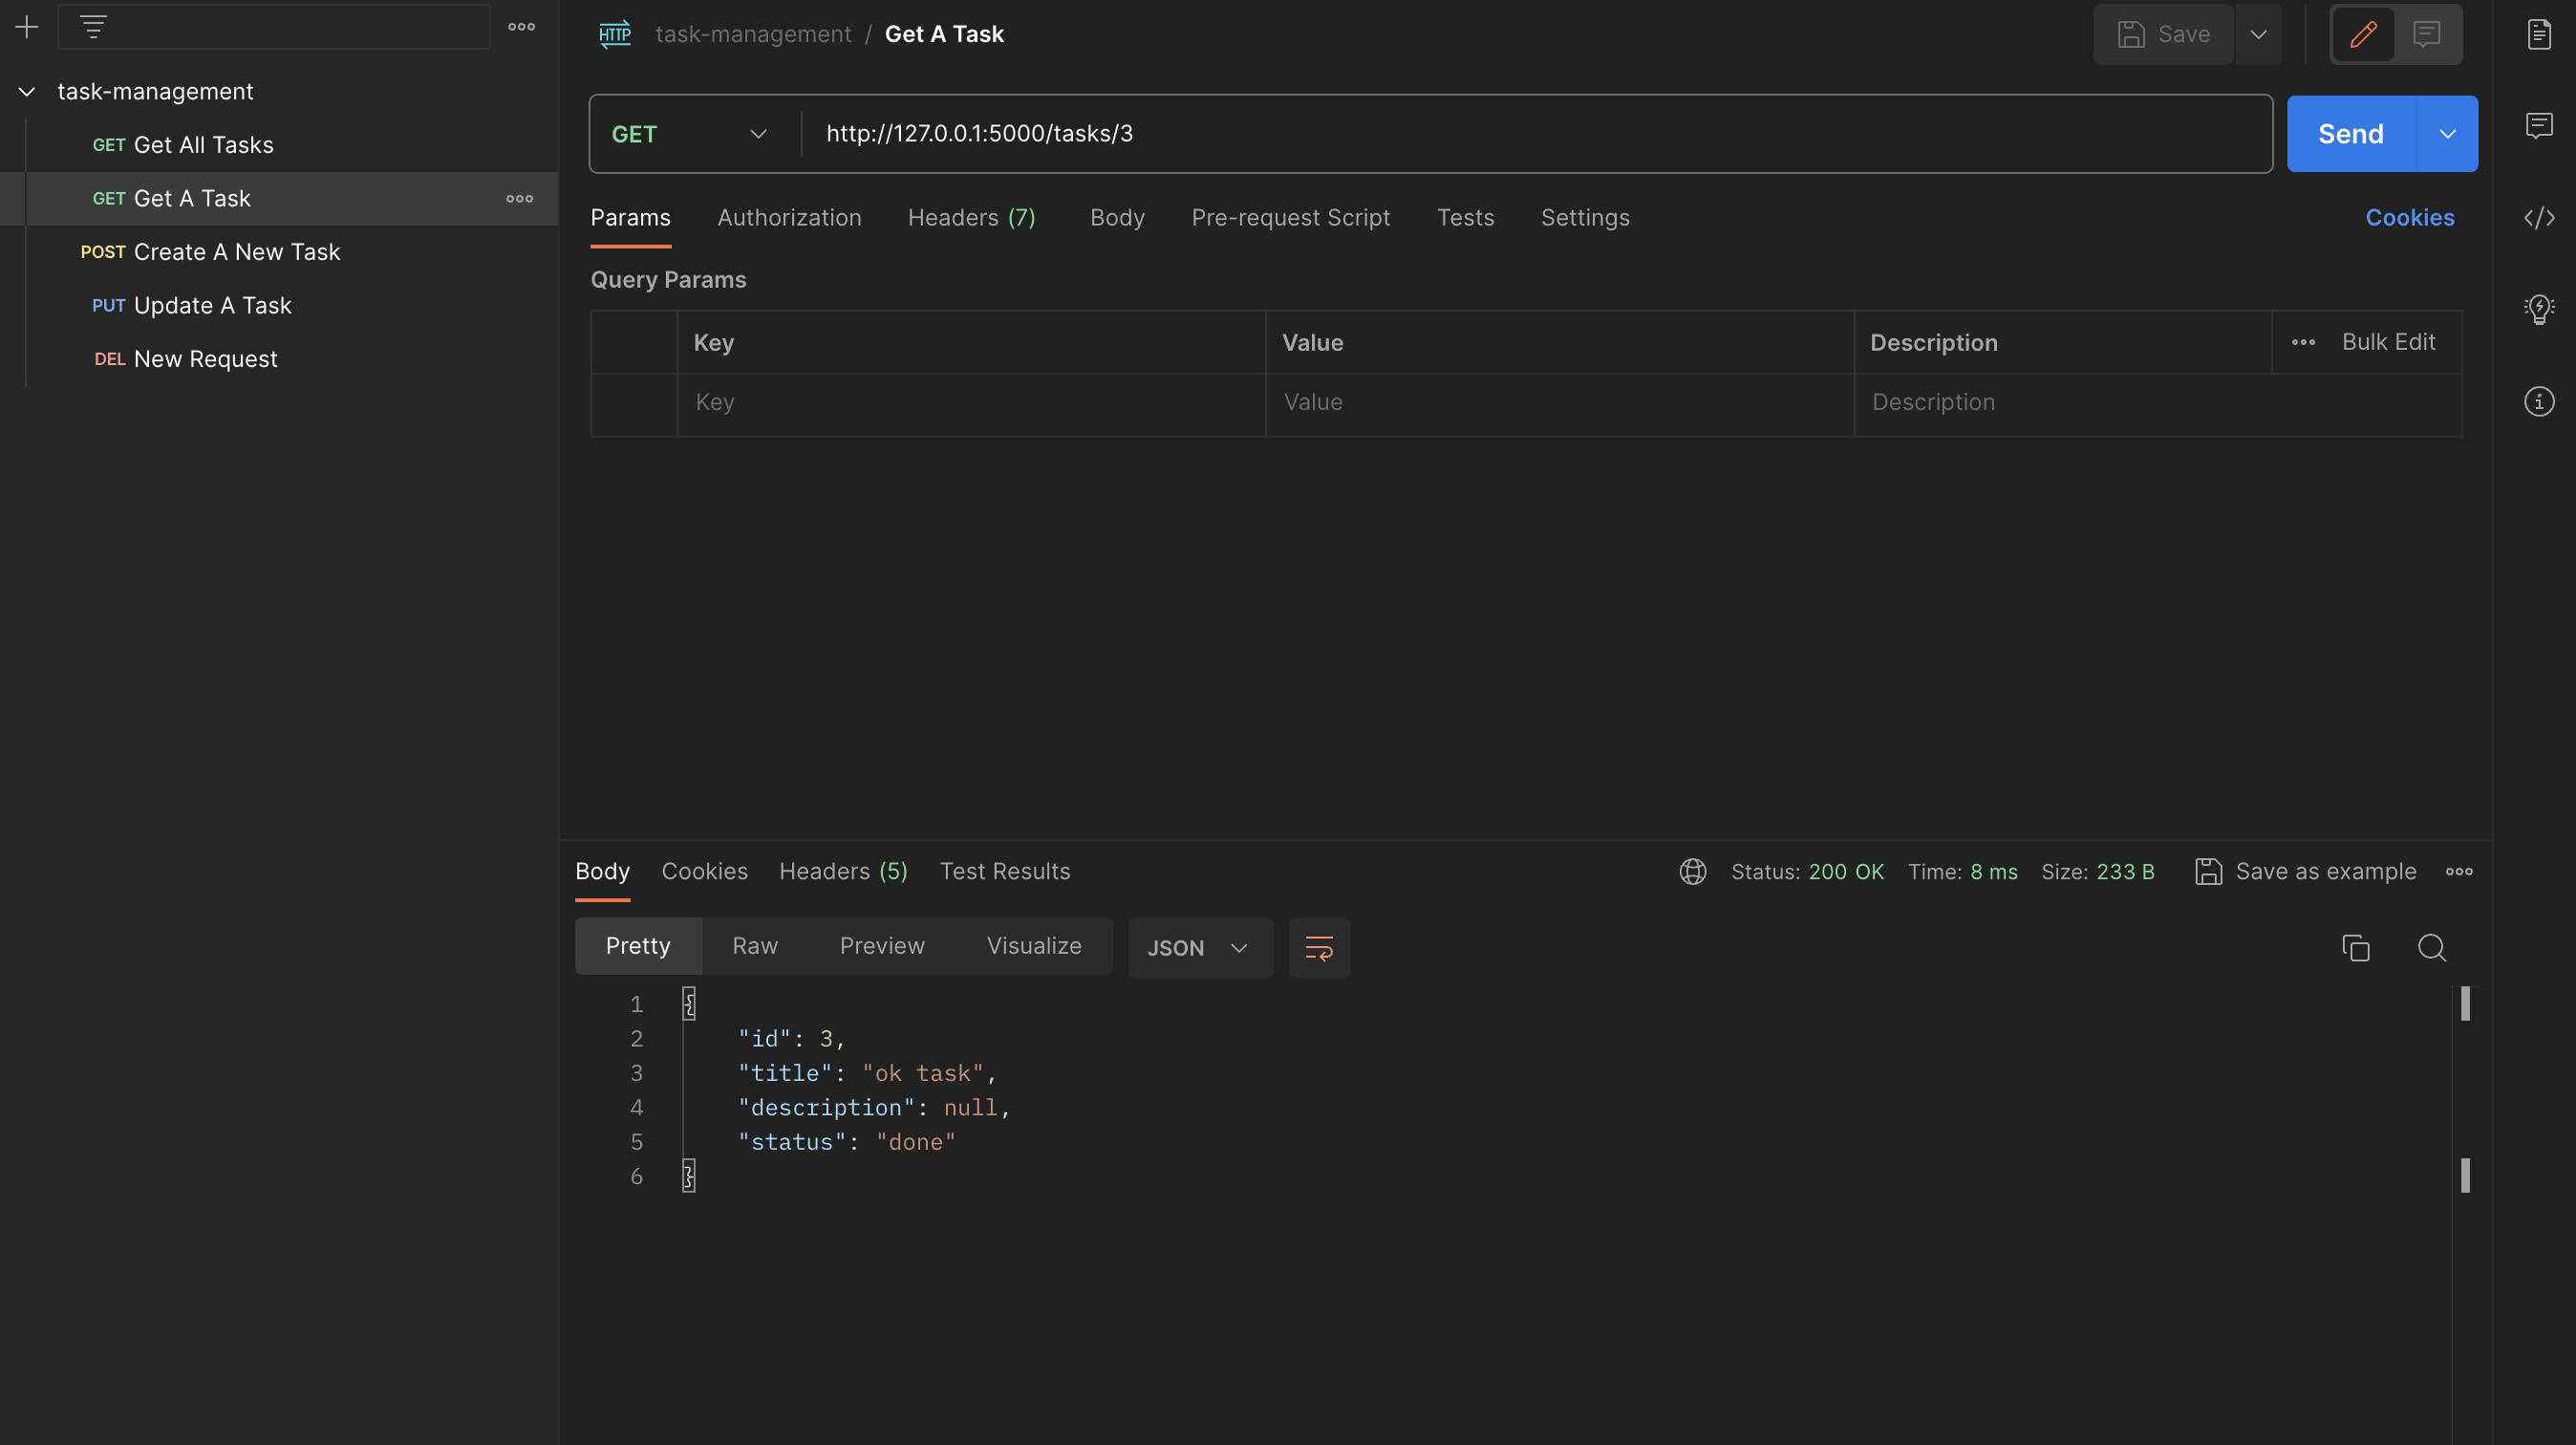 task-management
GET Get All Tasks
GET Get A Task
POST Create A New Task
PUT Update A Task
DEL New Request
HTTP task-management / Get A Task
Save
GET http://127.0.0.1:5000/tasks/3
Send
Params Authorization Headers (7) Body Pre-request Script Tests Settings Cookies
Query Params
Key Value Description Bulk Edit
Key Value Description
Body Cookies Headers (5) Test Results Status: 200 OK Time: 8 ms Size: 233 B Save as example
Pretty Raw Preview Visualize JSON
1 {
2 "id": 3,
3 "title": "ok task",
4 "description": null,
5 "status": "done"
6 }